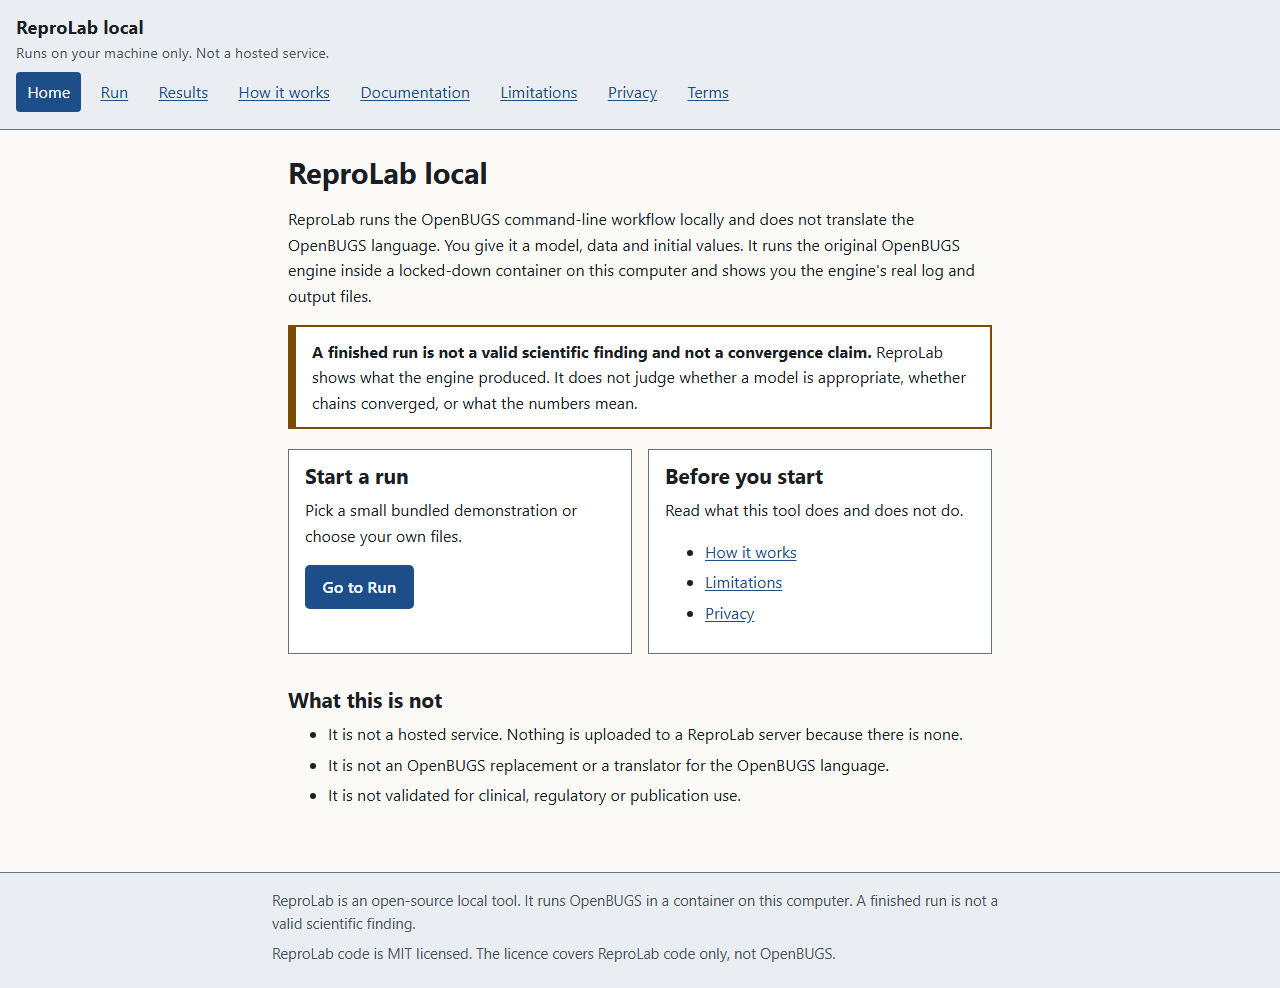 ReproLab local
Runs on your machine only. Not a hosted service.
Home Run Results How it works Documentation Limitations Privacy Terms
ReproLab local
ReproLab runs the OpenBUGS command-line workflow locally and does not translate the
OpenBUGS language. You give it a model, data and initial values. It runs the original OpenBUGS
engine inside a locked-down container on this computer and shows you the engine's real log and
output files.
A finished run is not a valid scientific finding and not a convergence claim. ReproLab
shows what the engine produced. It does not judge whether a model is appropriate, whether
chains converged, or what the numbers mean.
Start a run
Pick a small bundled demonstration or
choose your own files.
Go to Run
Before you start
Read what this tool does and does not do.
How it works
Limitations
Privacy
What this is not
It is not a hosted service. Nothing is uploaded to a ReproLab server because there is none.
It is not an OpenBUGS replacement or a translator for the OpenBUGS language.
It is not validated for clinical, regulatory or publication use.
ReproLab is an open-source local tool. It runs OpenBUGS in a container on this computer. A finished run is not a
valid scientific finding.
ReproLab code is MIT licensed. The licence covers ReproLab code only, not OpenBUGS.